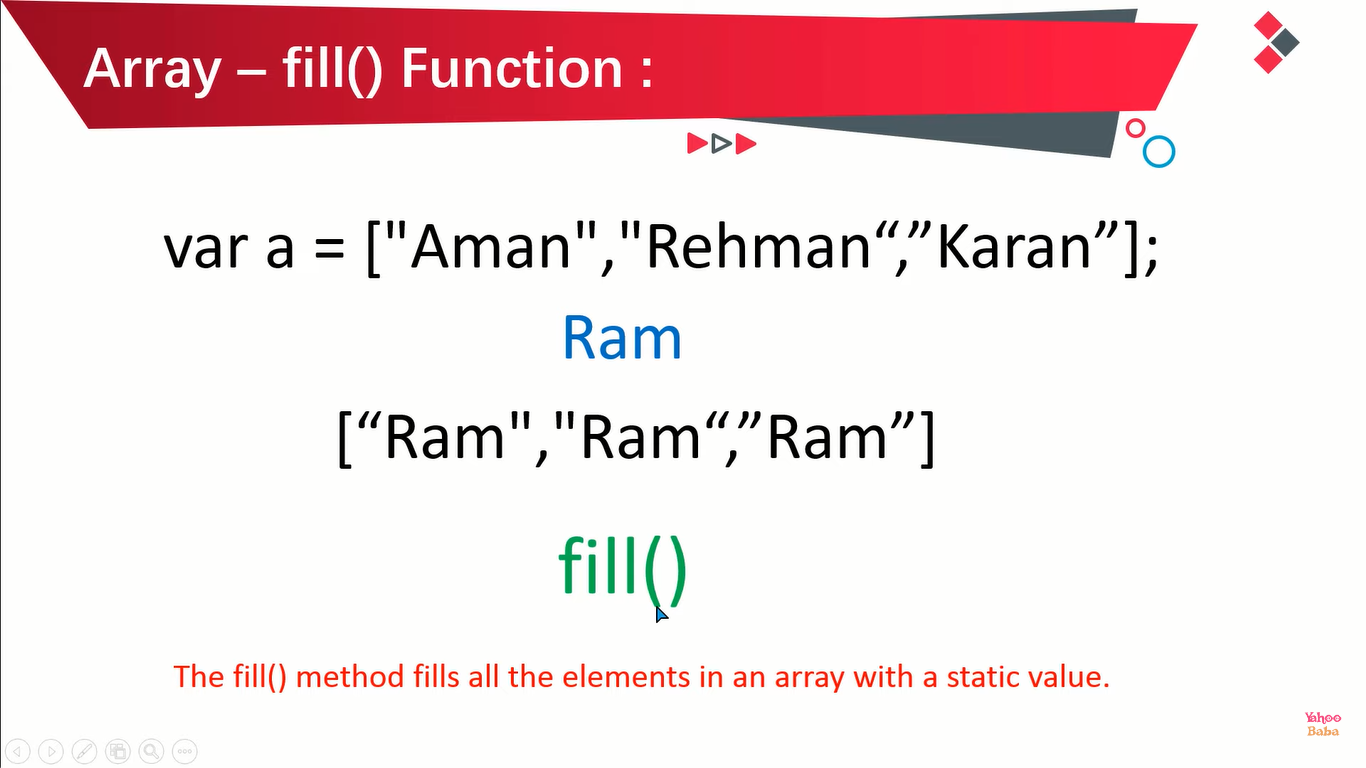 Array – fill() Function :
var a = ["Aman","Rehman“,”Karan”];
Ram
[“Ram","Ram“,”Ram”]
fill()
The fill() method fills all the elements in an array with a static value.
Yahoo
Baba